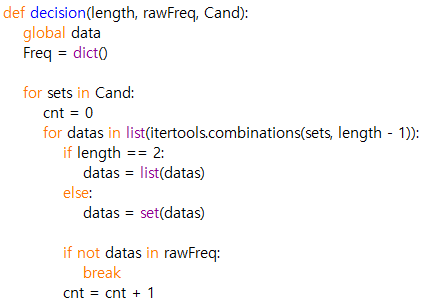 def decision(length, rawFreq, Cand):
    global data
    Freq = dict()

    for sets in Cand:
        cnt = 0
        for datas in list(itertools.combinations(sets, length - 1)):
            if length == 2:
                datas = list(datas)
            else:
                datas = set(datas)

            if not datas in rawFreq:
                break
            cnt = cnt + 1